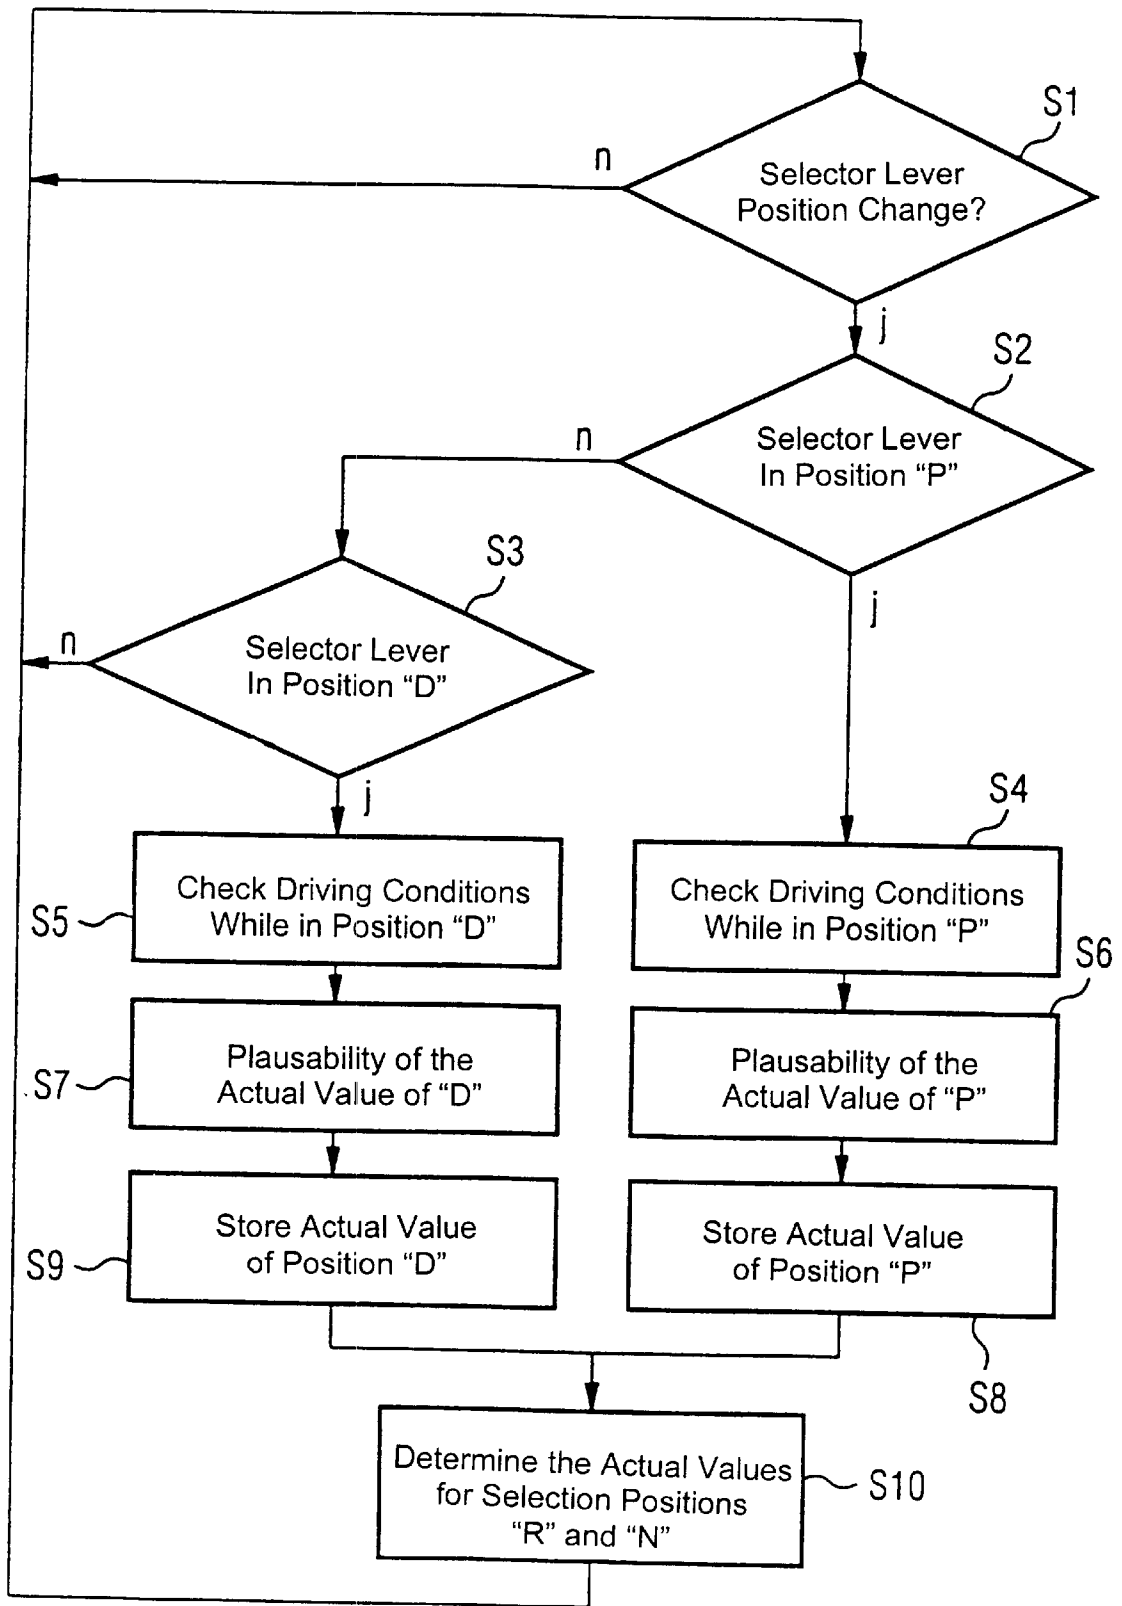 S1
n
Selector Lever
Position Change?
j
S2
n
Selector Lever
In Position “P”
j
S3
n
Selector Lever
In Position “D”
j
S4
Check Driving Conditions
While in Position “D”
S5
Check Driving Conditions
While in Position “P”
S6
Plausability of the
Actual Value of “D”
S7
Plausability of the
Actual Value of “P”
Store Actual Value
of Position “D”
S9
Store Actual Value
of Position “P”
S8
Determine the Actual Values
for Selection Positions
“R” and “N”
S10